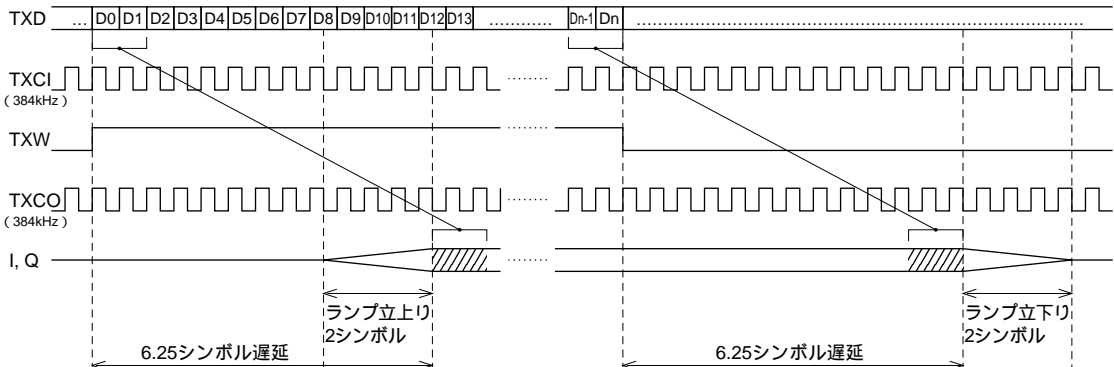 TXD ... D0 D1 D2 D3 D4 D5 D6 D7 D8 D9 D10 D11 D12 D13 ............. Dn-1 Dn ...............
TXCI ........
(384kHz)
TXW ........
TXCO ........
(384kHz)
I, Q ........
ランプ立上り ランプ立下り
2シンボル 2シンボル
6.25シンボル遅延 6.25シンボル遅延